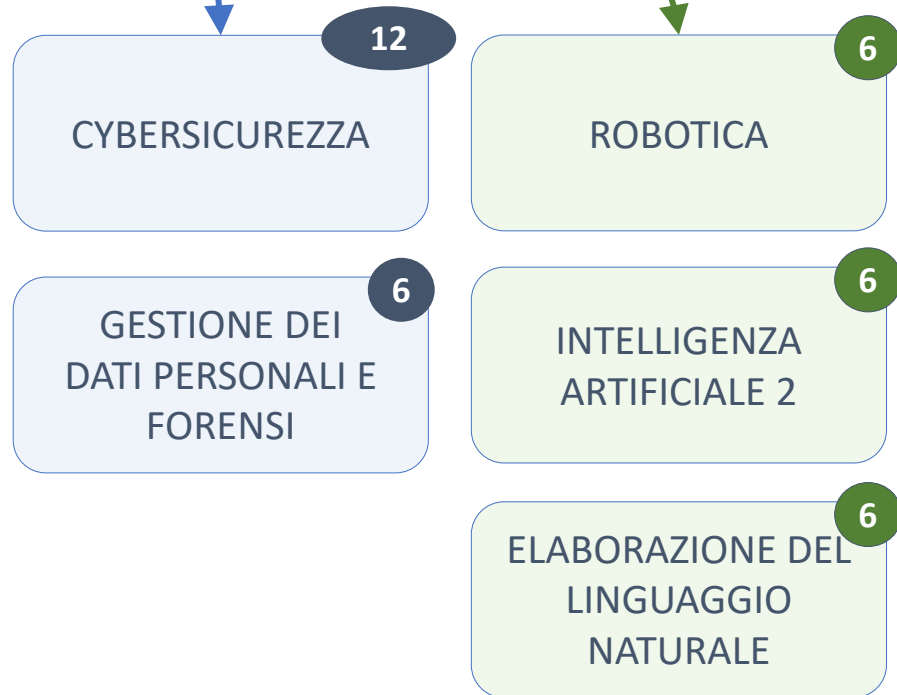 12
CYBERSICUREZZA
6
GESTIONE DEI
DATI PERSONALI E
FORENSI
6
ROBOTICA
6
INTELLIGENZA
ARTIFICIALE 2
6
ELABORAZIONE DEL
LINGUAGGIO
NATURALE